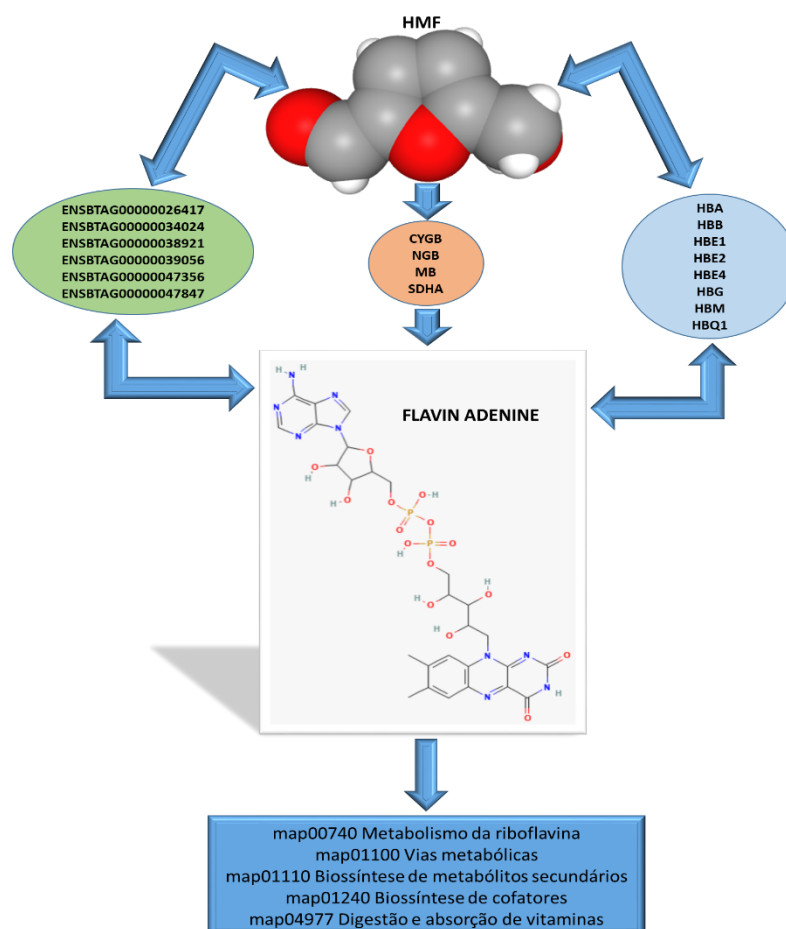 HMF
ENSBTAG00000026417
ENSBTAG00000034024
ENSBTAG00000038921
ENSBTAG00000039056
ENSBTAG00000047356
ENSBTAG00000047847
CYGB
NGB
MB
SDHA
HBA
HBB
HBE1
HBE2
HBE4
HBG
HBM
HBQ1
FLAVIN ADENINE
H H
N
N N
N N
O
O H
O H
O O-H
P
O O
H O P O
O
H
O O
H O
H O
N N O
N N H
O
map00740 Metabolismo da riboflavina
map01100 Vias metabólicas
map01110 Biossíntese de metabólitos secundários
map01240 Biossíntese de cofatores
map04977 Digestão e absorção de vitaminas